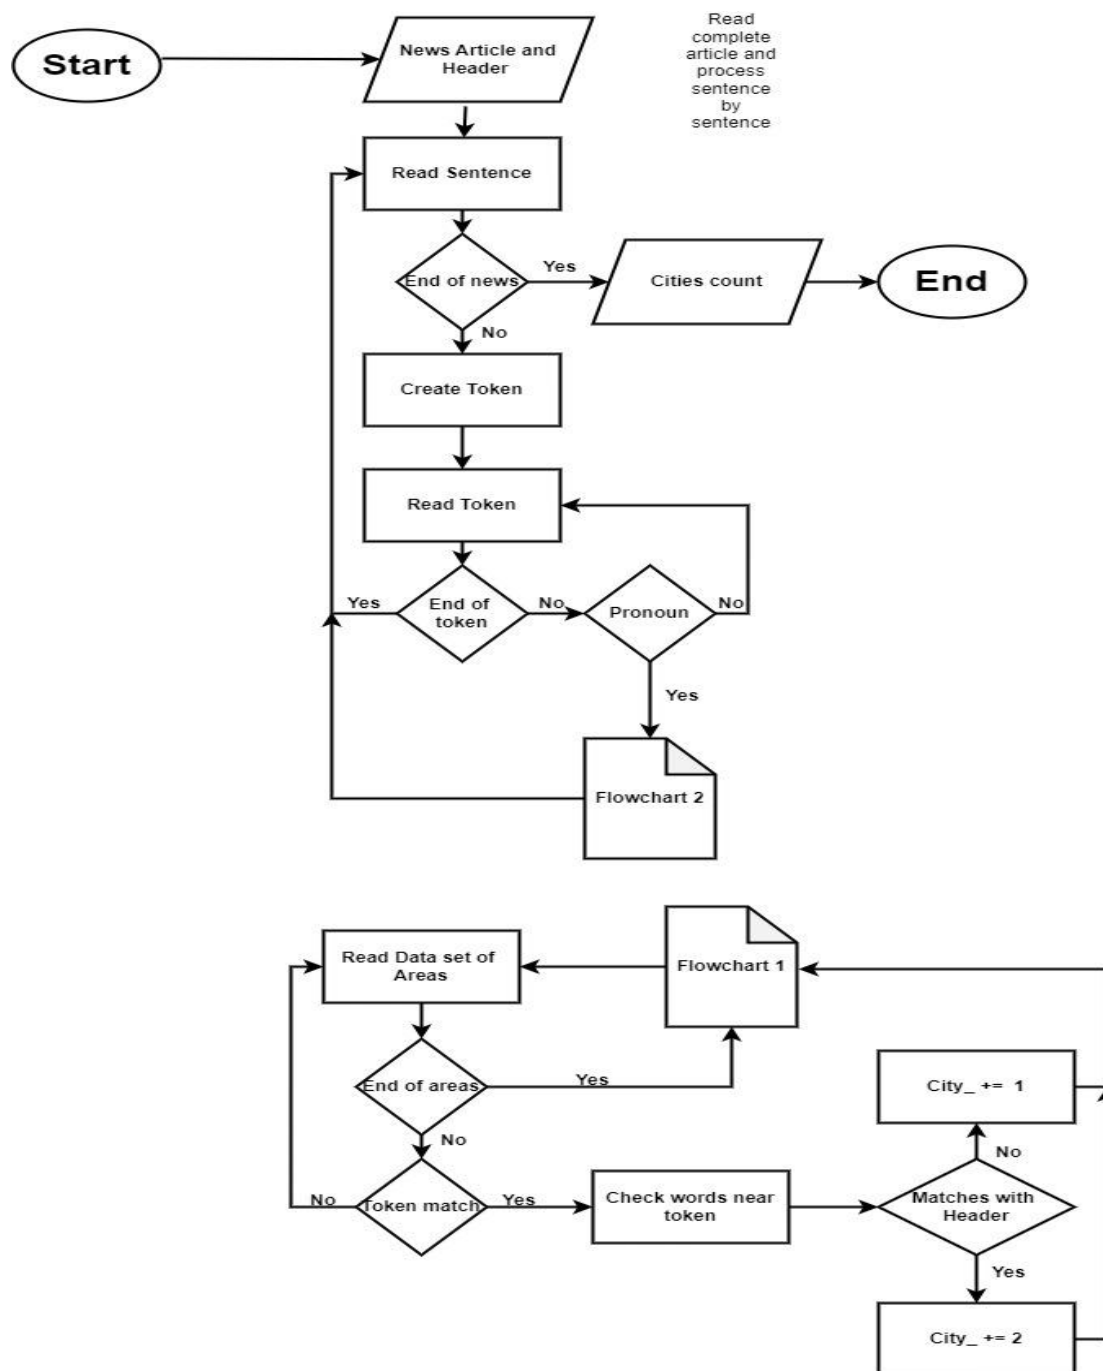 Start
News Article and
Header
Read
complete
article and
process
sentence
by
sentence
Read Sentence
End of news
Yes
Cities count
End
No
Create Token
Read Token
Yes
End of
token
No
Pronoun
No
Yes
Flowchart 2
Read Data set of
Areas
Flowchart 1
End of areas
Yes
City_ += 1
No
No
No
Token match
Yes
Check words near
token
Matches with
Header
Yes
City_ += 2